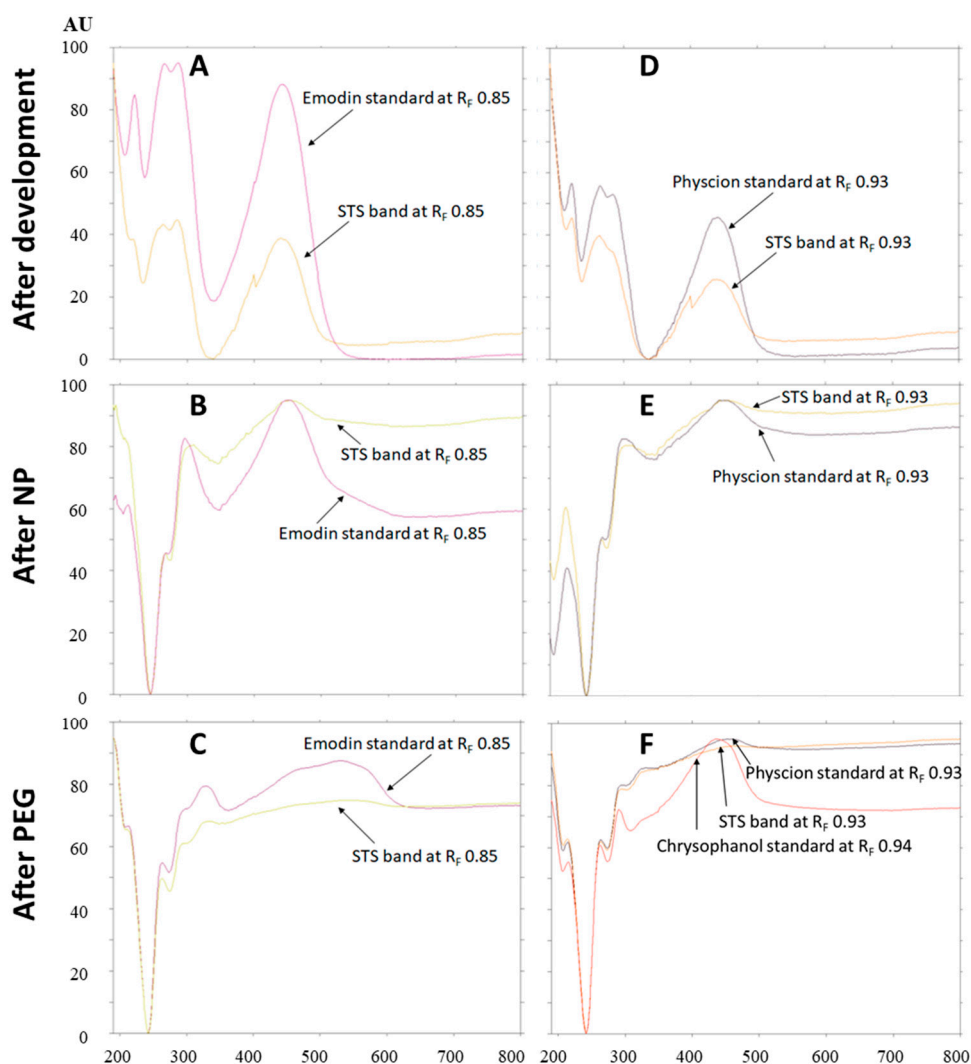 AU
After development
100
80
60
40
20
0
A
Emodin standard at RF 0.85
STS band at RF 0.85
D
Physcion standard at RF 0.93
STS band at RF 0.93
After NP
100
80
60
40
20
0
B
STS band at RF 0.85
Emodin standard at RF 0.85
E
STS band at RF 0.93
Physcion standard at RF 0.93
After PEG
100
80
60
40
20
0
C
Emodin standard at RF 0.85
STS band at RF 0.85
F
Physcion standard at RF 0.93
STS band at RF 0.93
Chrysophanol standard at RF 0.94
200 300 400 500 600 700 800
200 300 400 500 600 700 800